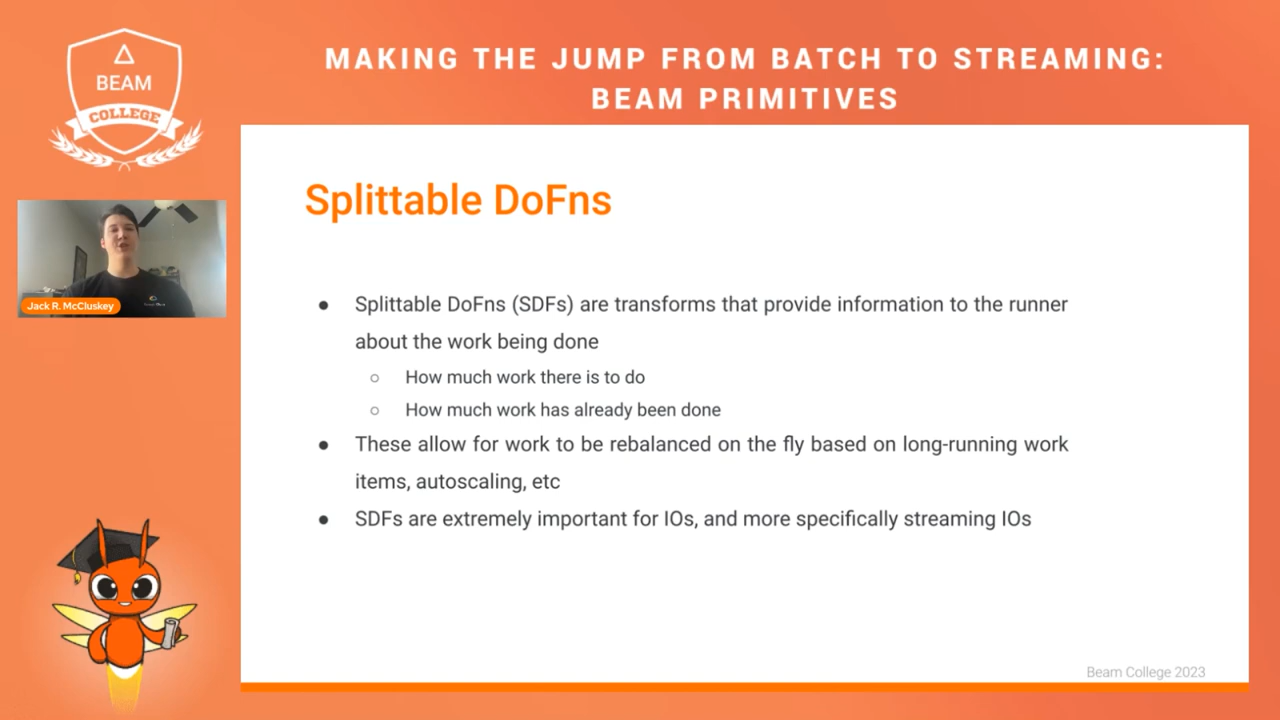 BEAM
COLLEGE
MAKING THE JUMP FROM BATCH TO STREAMING:
BEAM PRIMITIVES
Jack R. McCluskey
Splittable DoFns
● Splittable DoFns (SDFs) are transforms that provide information to the runner
about the work being done
○ How much work there is to do
○ How much work has already been done
● These allow for work to be rebalanced on the fly based on long-running work
items, autoscaling, etc
● SDFs are extremely important for IOs, and more specifically streaming IOs
Beam College 2023